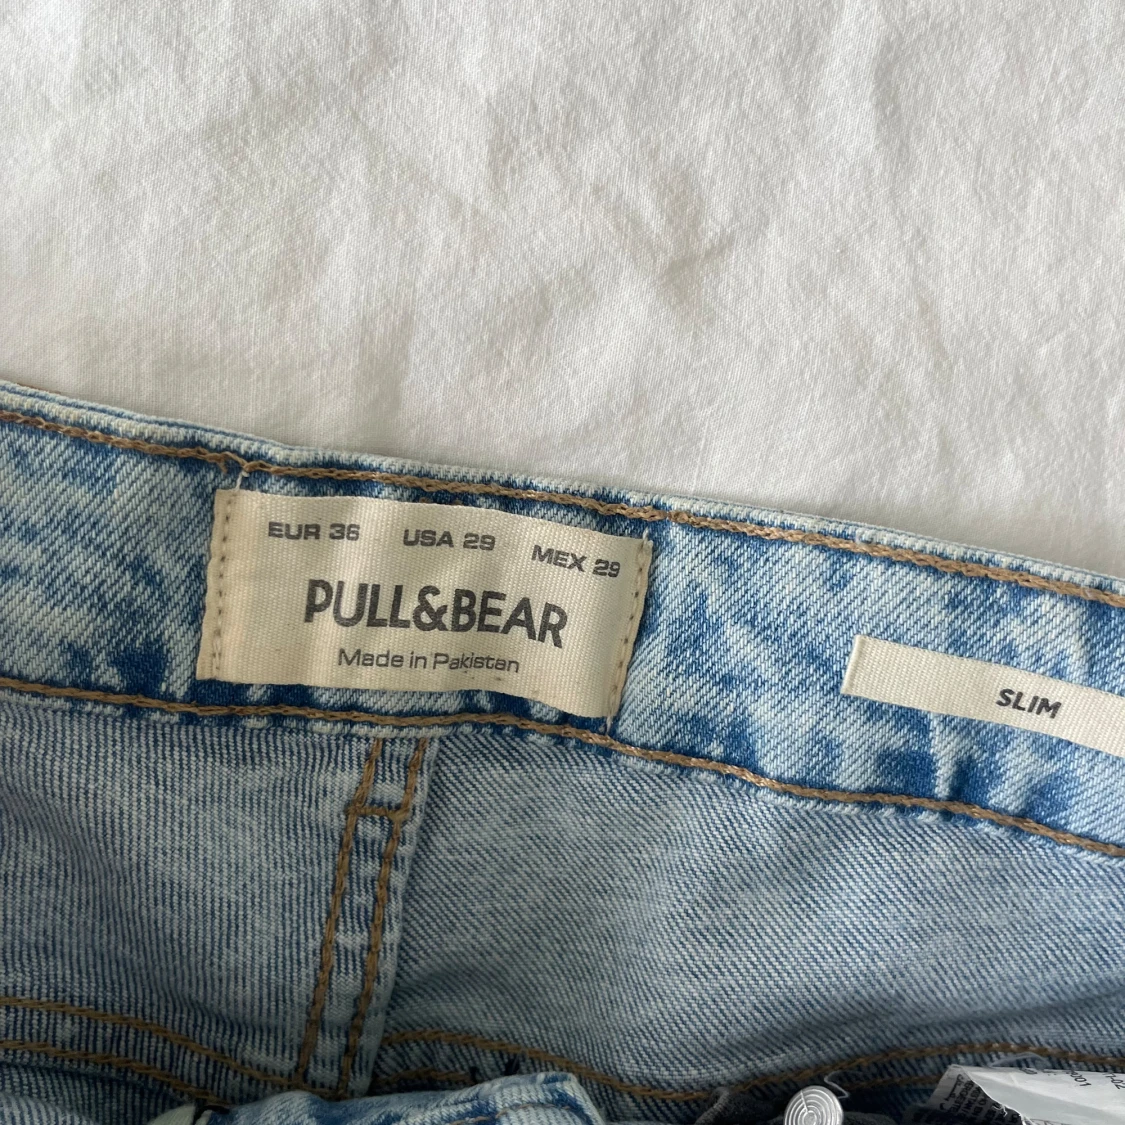 EUR 36 USA 29 MEX 29
PULL&BEAR
Made in Pakistan
SLIM